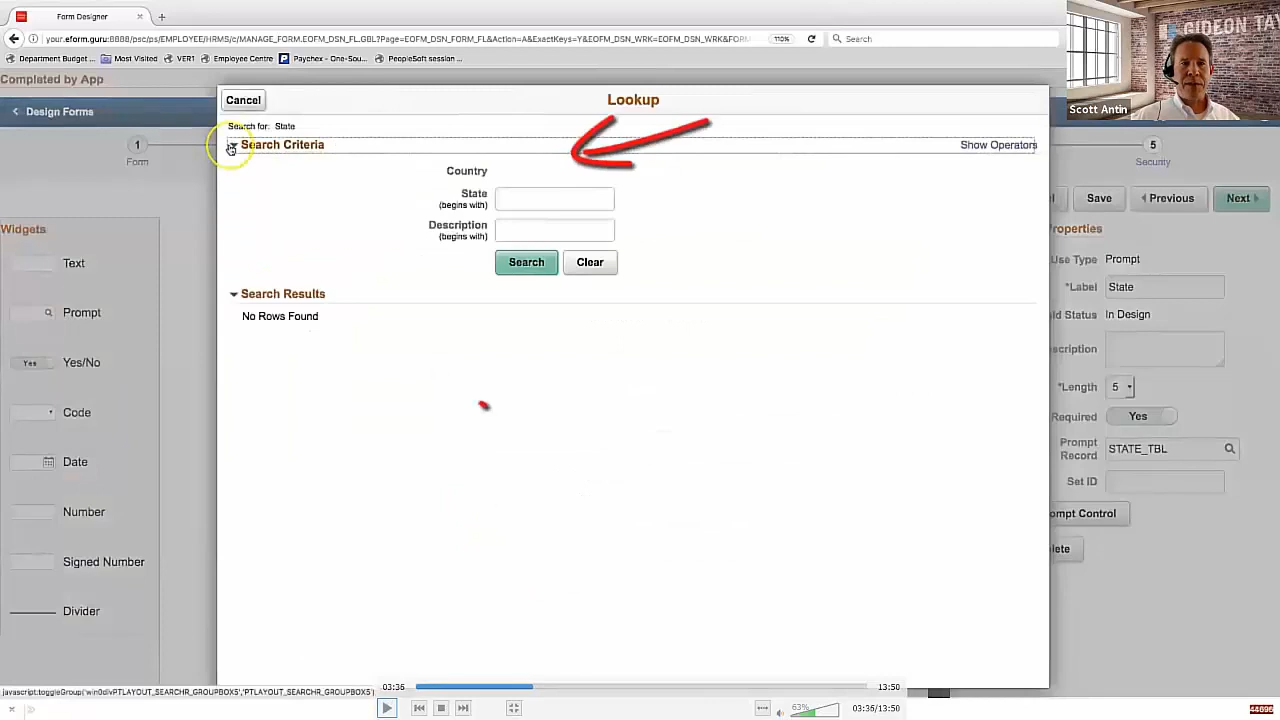 Form Designer
your.eform.guru:8888/psc/ps/EMPLOYEE/HRMS/c/MANAGE_FORM.EOFM_DSN_FL.GBL?Page=EOFM_DSN_FORM_FL&Action=A&ExactKeys=Y&EOFM_DSN_WRK=EOFM_DSN_WRK&FORM
110%
Search
Department Budget ...
Most Visited
VER1
Employee Centre
Paychex - One-Sou...
PeopleSoft session ...
GIDEON TA
Scott Antin
Completed by App
Design Forms
Cancel
Lookup
Search for: State
Search Criteria
Show Operators
1
Form
5
Security
Country
State
(begins with)
Description
(begins with)
Search
Clear
Save
Previous
Next
Search Results
No Rows Found
Widgets
Text
Prompt
Yes
Yes/No
Code
Date
Number
Signed Number
Divider
Properties
Use Type Prompt
*Label State
ld Status In Design
scription
*Length 5
Required Yes
Prompt
Record STATE_TBL
Set ID
ompt Control
lete
javascript:toggleGroup('win0divPTLAYOUT_SEARCHR_GROUPBOX5','PTLAYOUT_SEARCHR_GROUPBOX5')
03:36
13:50
63%
03:36/13:50
44696